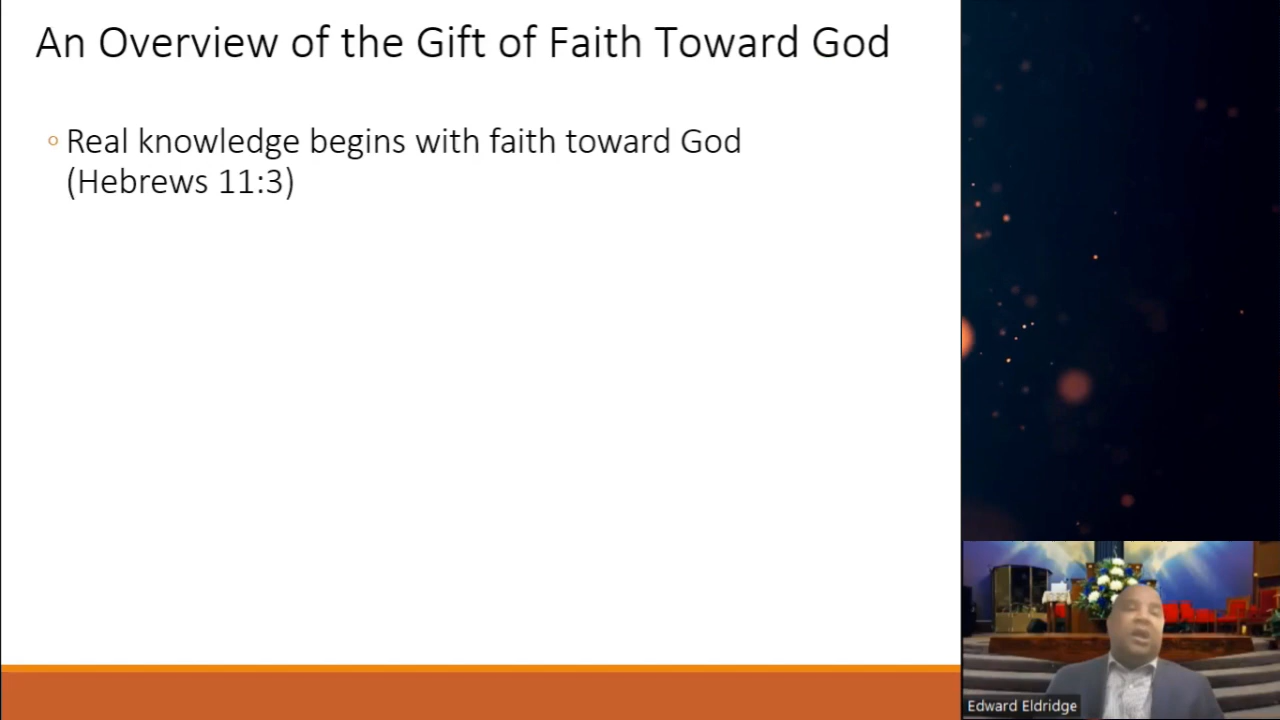 An Overview of the Gift of Faith Toward God
◦ Real knowledge begins with faith toward God
(Hebrews 11:3)
Edward Eldridge